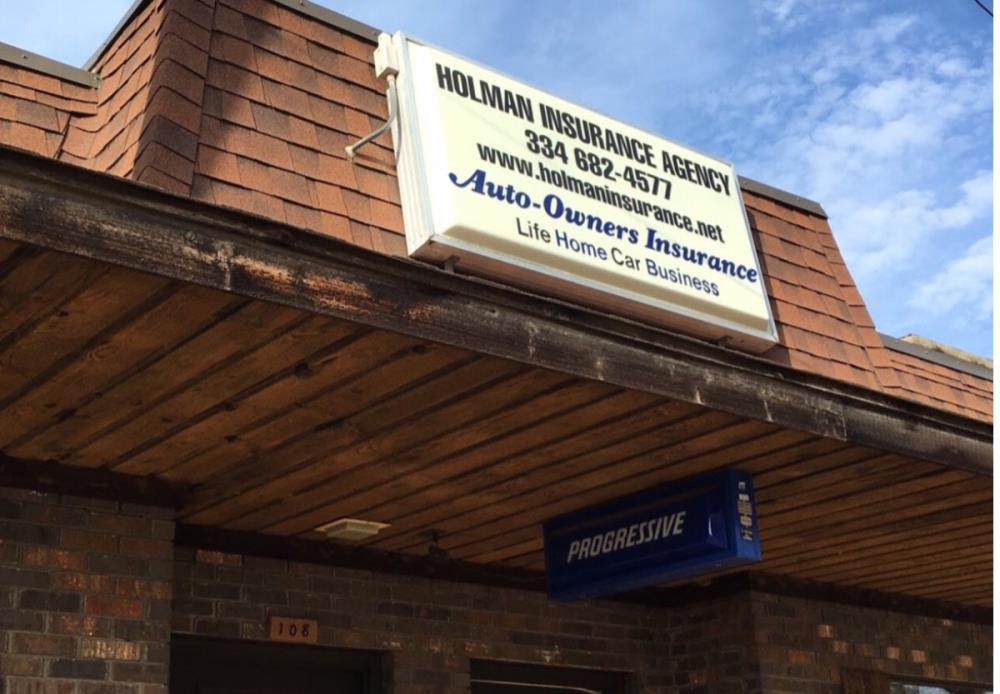 HOLMAN INSURANCE AGENCY
334 682-4577
www.holmaninsurance.net
Auto-Owners Insurance
Life Home Car Business
PROGRESSIVE
108